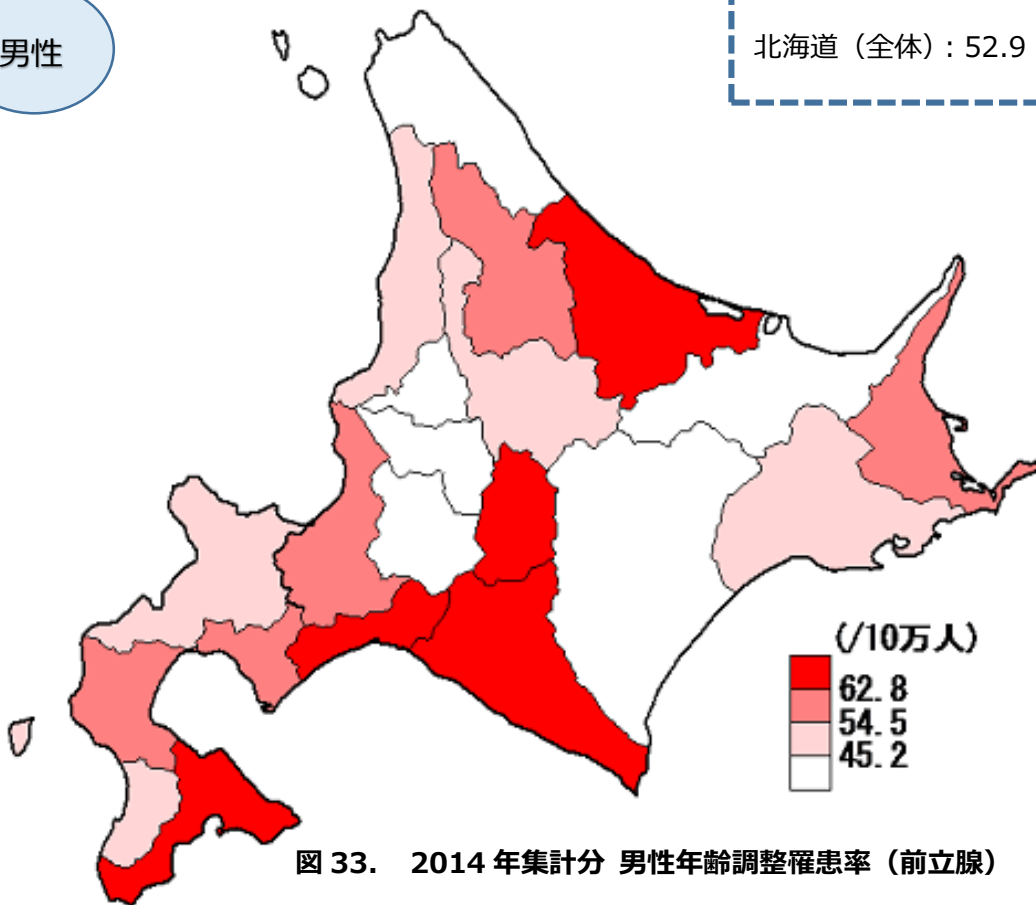 男性
北海道（全体）: 52.9
(/10万人)
62.8
54.5
45.2
図 33. 2014 年集計分 男性年齢調整罹患率（前立腺）